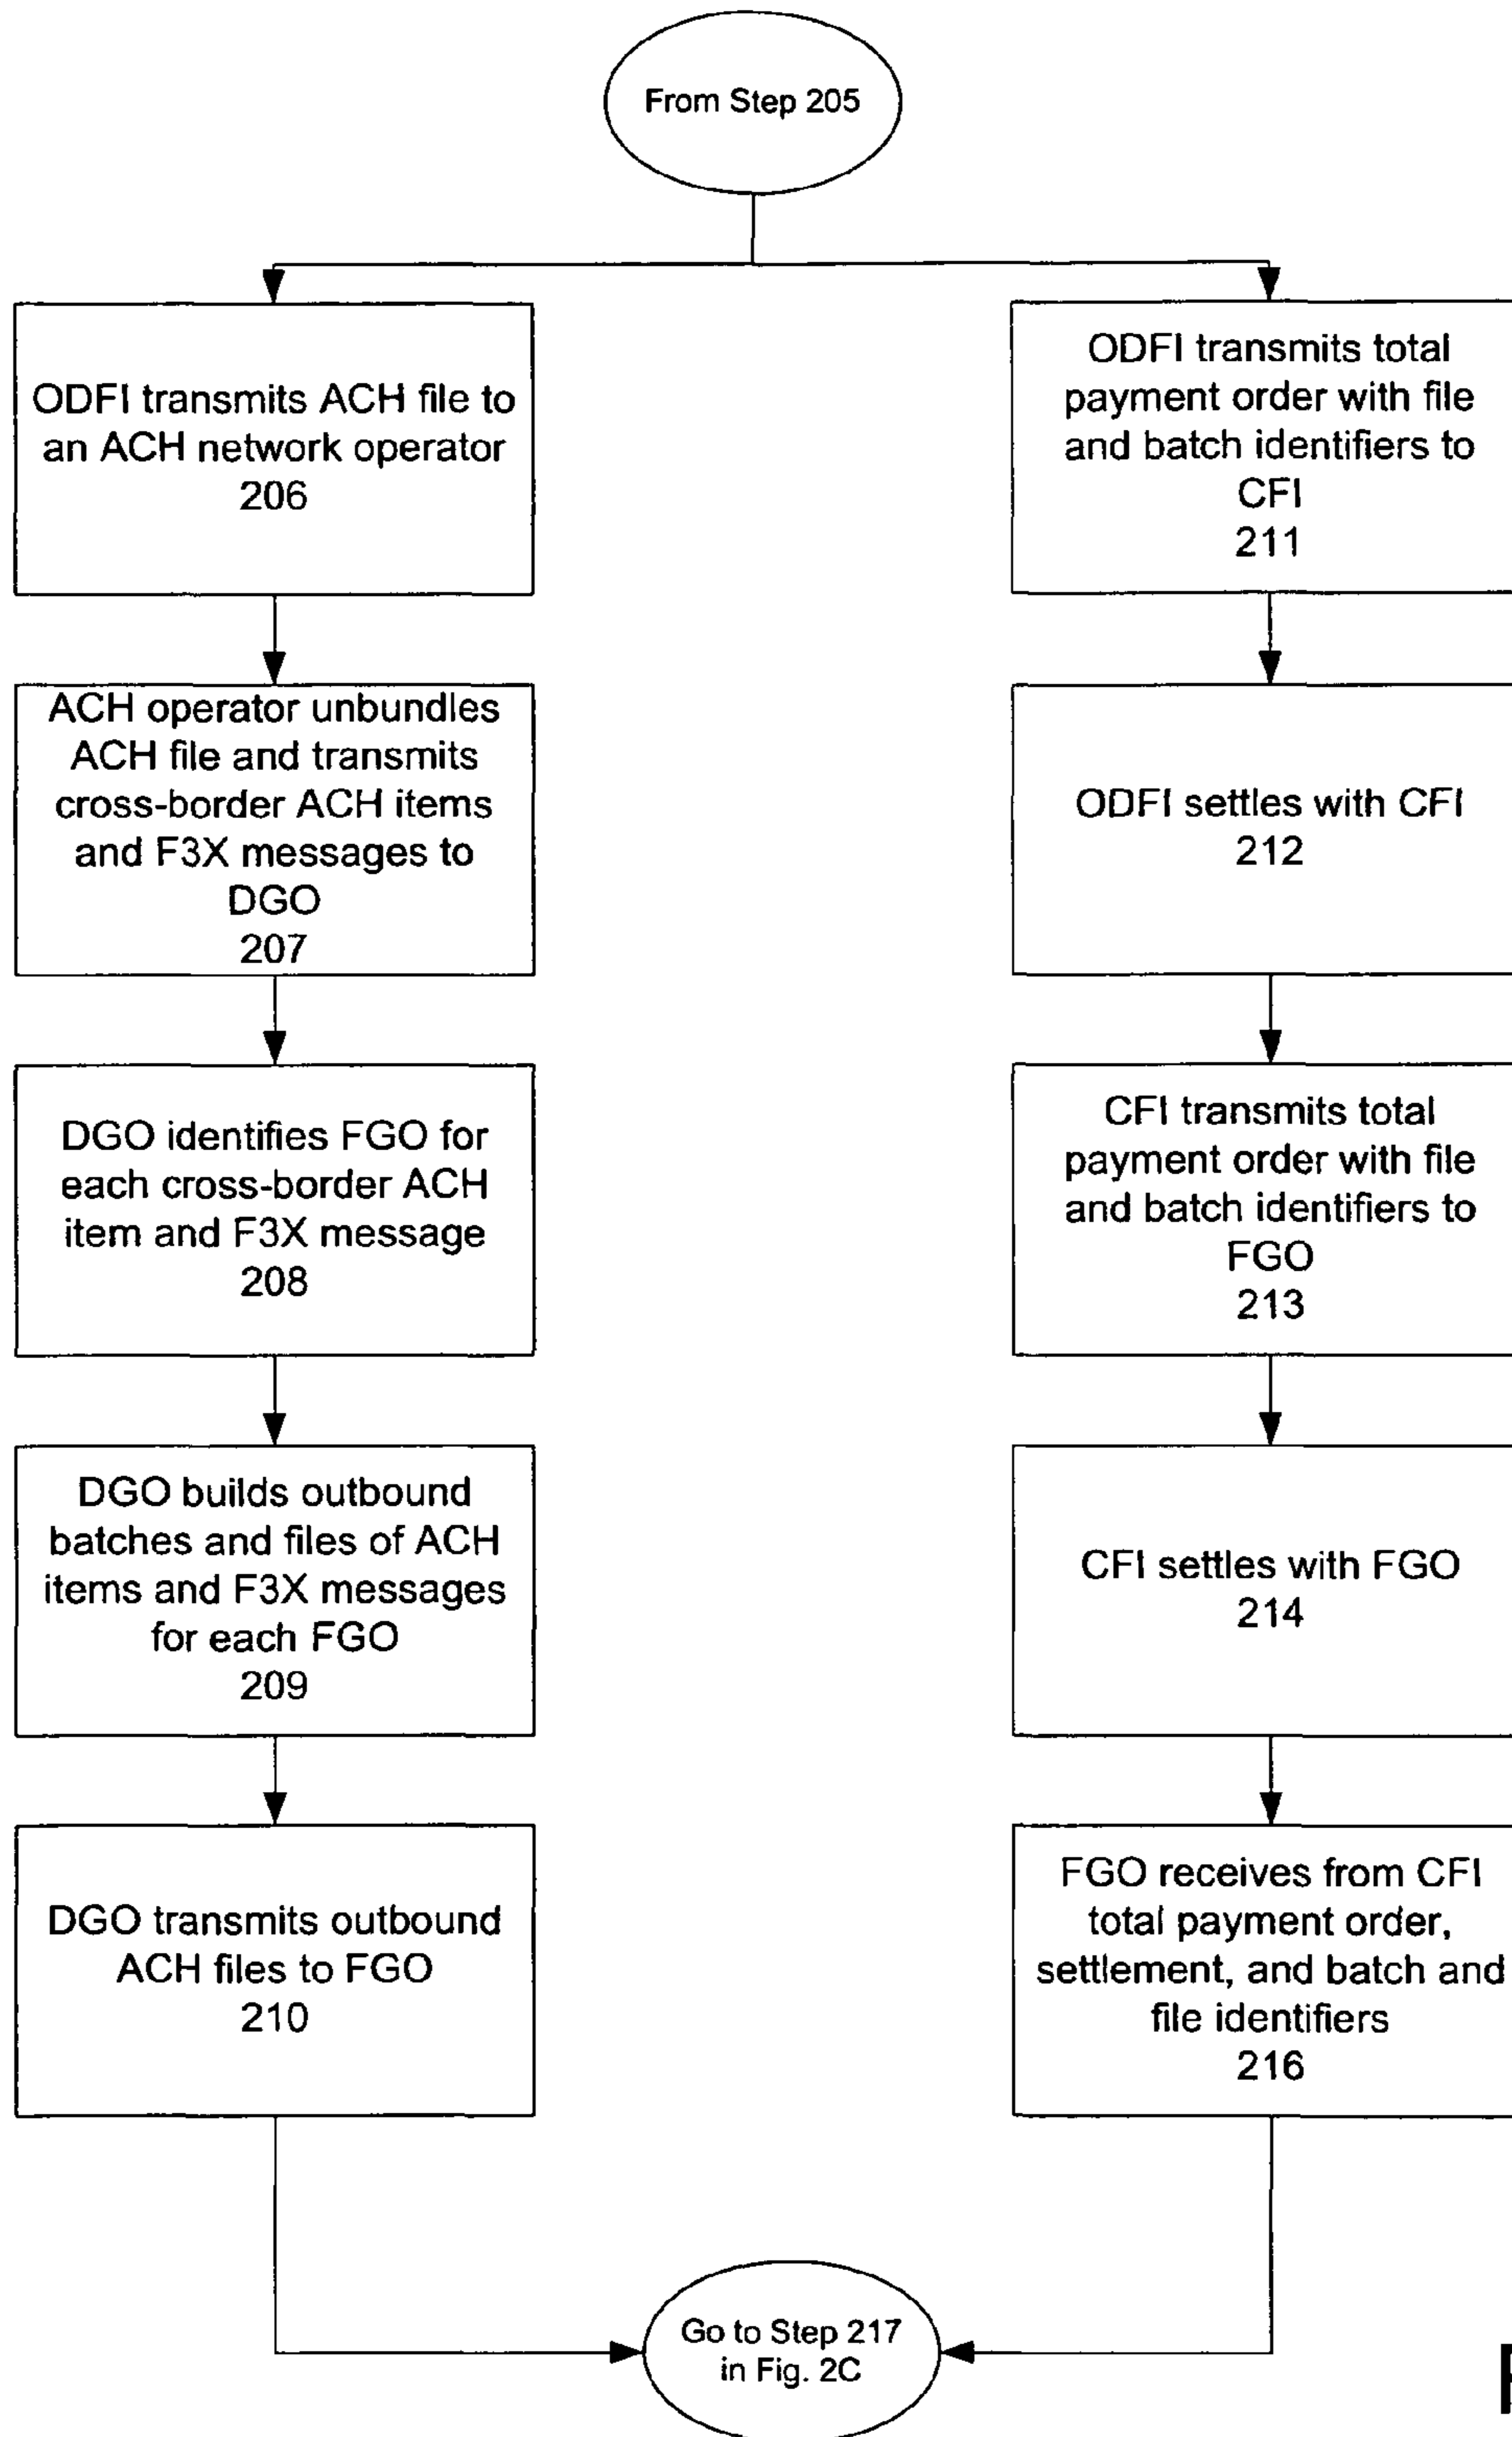 From Step 205
ODFI transmits ACH file to
an ACH network operator
206
ACH operator unbundles
ACH file and transmits
cross-border ACH items
and F3X messages to
DGO
207
DGO identifies FGO for
each cross-border ACH
item and F3X message
208
DGO builds outbound
batches and files of ACH
items and F3X messages
for each FGO
209
DGO transmits outbound
ACH files to FGO
210
ODFI transmits total
payment order with file
and batch identifiers to
CFI
211
ODFI settles with CFI
212
CFI transmits total
payment order with file
and batch identifiers to
FGO
213
CFI settles with FGO
214
FGO receives from CFI
total payment order,
settlement, and batch and
file identifiers
216
Go to Step 217
in Fig. 2C